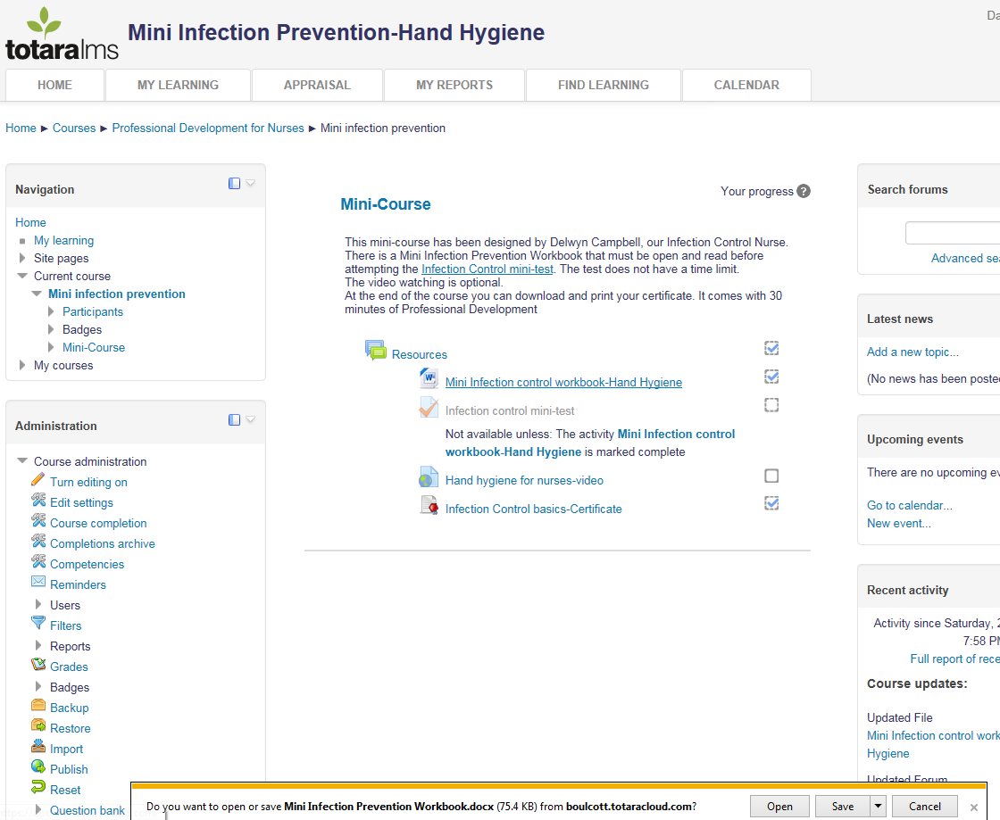 Da
totaralms
Mini Infection Prevention-Hand Hygiene
HOME
MY LEARNING
APPRAISAL
MY REPORTS
FIND LEARNING
CALENDAR
Home ► Courses ► Professional Development for Nurses ► Mini infection prevention
Navigation
Home
My learning
Site pages
Current course
Mini infection prevention
Participants
Badges
Mini-Course
My courses
Administration
Course administration
Turn editing on
Edit settings
Course completion
Completions archive
Competencies
Reminders
Users
Filters
Reports
Grades
Badges
Backup
Restore
Import
Publish
Reset
Question bank
Your progress ?
Mini-Course
This mini-course has been designed by Delwyn Campbell, our Infection Control Nurse.
There is a Mini Infection Prevention Workbook that must be open and read before
attempting the Infection Control mini-test. The test does not have a time limit.
The video watching is optional.
At the end of the course you can download and print your certificate. It comes with 30
minutes of Professional Development
Resources
Mini Infection control workbook-Hand Hygiene
Infection control mini-test
Not available unless: The activity Mini Infection control
workbook-Hand Hygiene is marked complete
Hand hygiene for nurses-video
Infection Control basics-Certificate
Search forums
Advanced sea
Latest news
Add a new topic...
(No news has been poste
Upcoming events
There are no upcoming ev
Go to calendar...
New event...
Recent activity
Activity since Saturday, 2
7:58 PM
Full report of rece
Course updates:
Updated File
Mini Infection control work
Hygiene
Updated Forum
Do you want to open or save Mini Infection Prevention Workbook.docx (75.4 KB) from boulcott.totaracloud.com?
Open
Save
Cancel